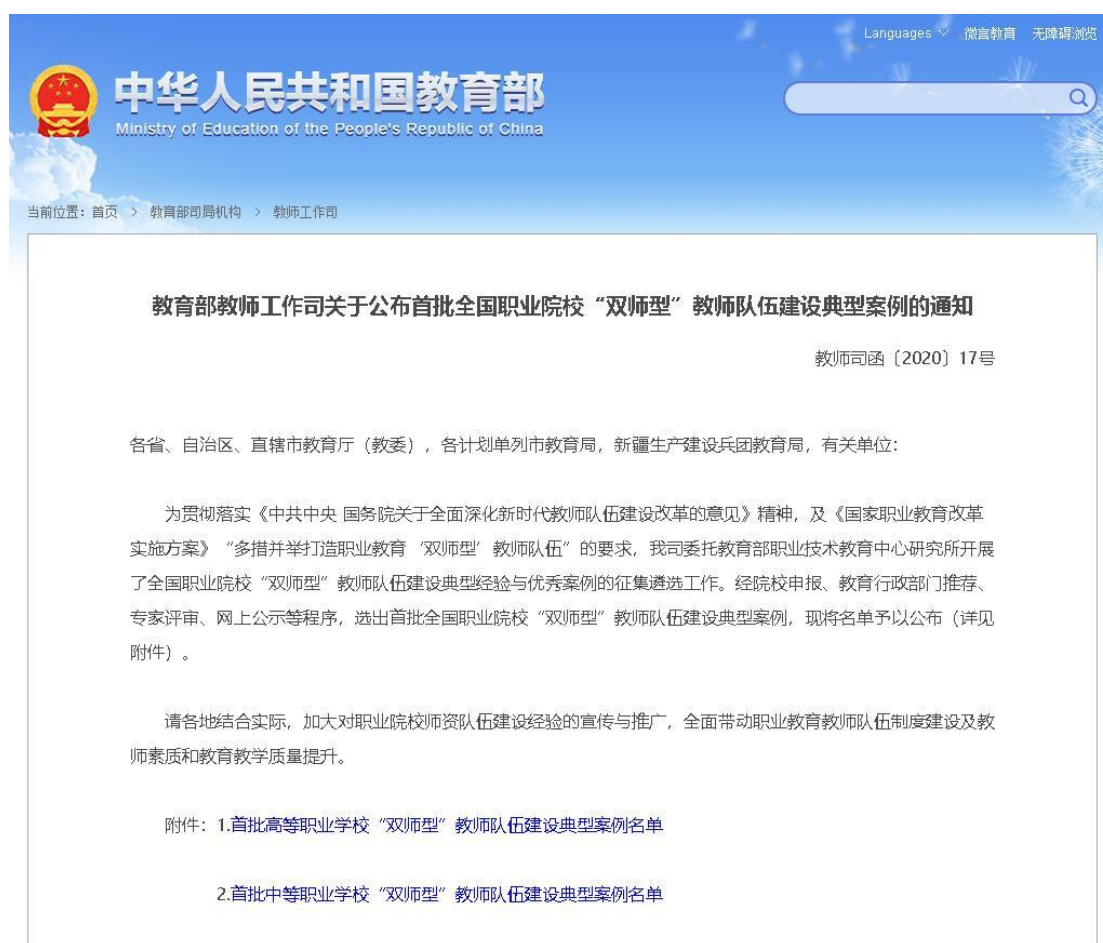 Languages 微言教育 无障碍浏览
中华人民共和国教育部
Ministry of Education of the People's Republic of China
当前位置：首页 > 教育部司局机构 > 教师工作司
教育部教师工作司关于公布首批全国职业院校“双师型”教师队伍建设典型案例的通知
教师司函〔2020〕17号
各省、自治区、直辖市教育厅（教委），各计划单列市教育局，新疆生产建设兵团教育局，有关单位：
为贯彻落实《中共中央 国务院关于全面深化新时代教师队伍建设改革的意见》精神，及《国家职业教育改革
实施方案》“多措并举打造职业教育‘双师型’教师队伍”的要求，我司委托教育部职业技术教育中心研究所开展
了全国职业院校“双师型”教师队伍建设典型经验与优秀案例的征集遴选工作。经院校申报、教育行政部门推荐、
专家评审、网上公示等程序，选出首批全国职业院校“双师型”教师队伍建设典型案例，现将名单予以公布（详见
附件）。
请各地结合实际，加大对职业院校师资队伍建设经验的宣传与推广，全面带动职业教育教师队伍制度建设及教
师素质和教育教学质量提升。
附件：1.首批高等职业学校“双师型”教师队伍建设典型案例名单
2.首批中等职业学校“双师型”教师队伍建设典型案例名单